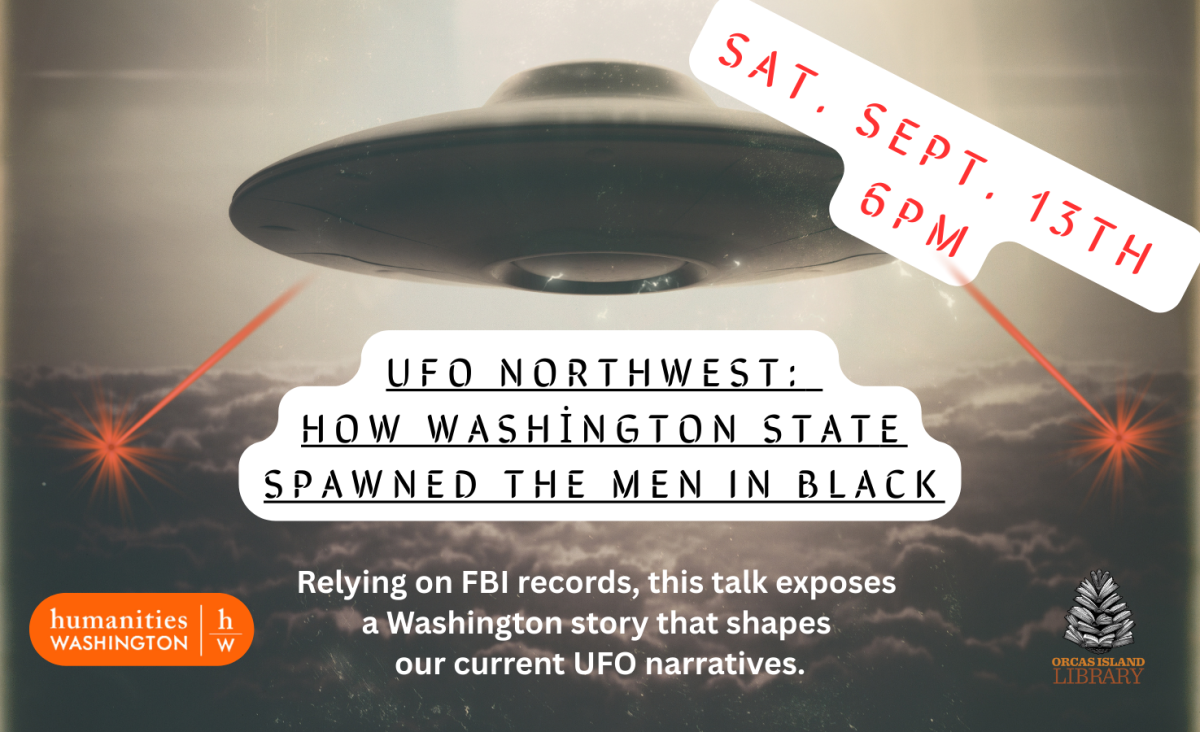 SAT. SEPT. 13TH
6PM
UFO NORTHWEST:
HOW WASHİNGTON STATE
SPAWNED THE MEN IN BLACK
Relying on FBI records, this talk exposes
a Washington story that shapes
our current UFO narratives.
humanities
WASHINGTON
h
w
ORCAS ISLAND
LIBRARY